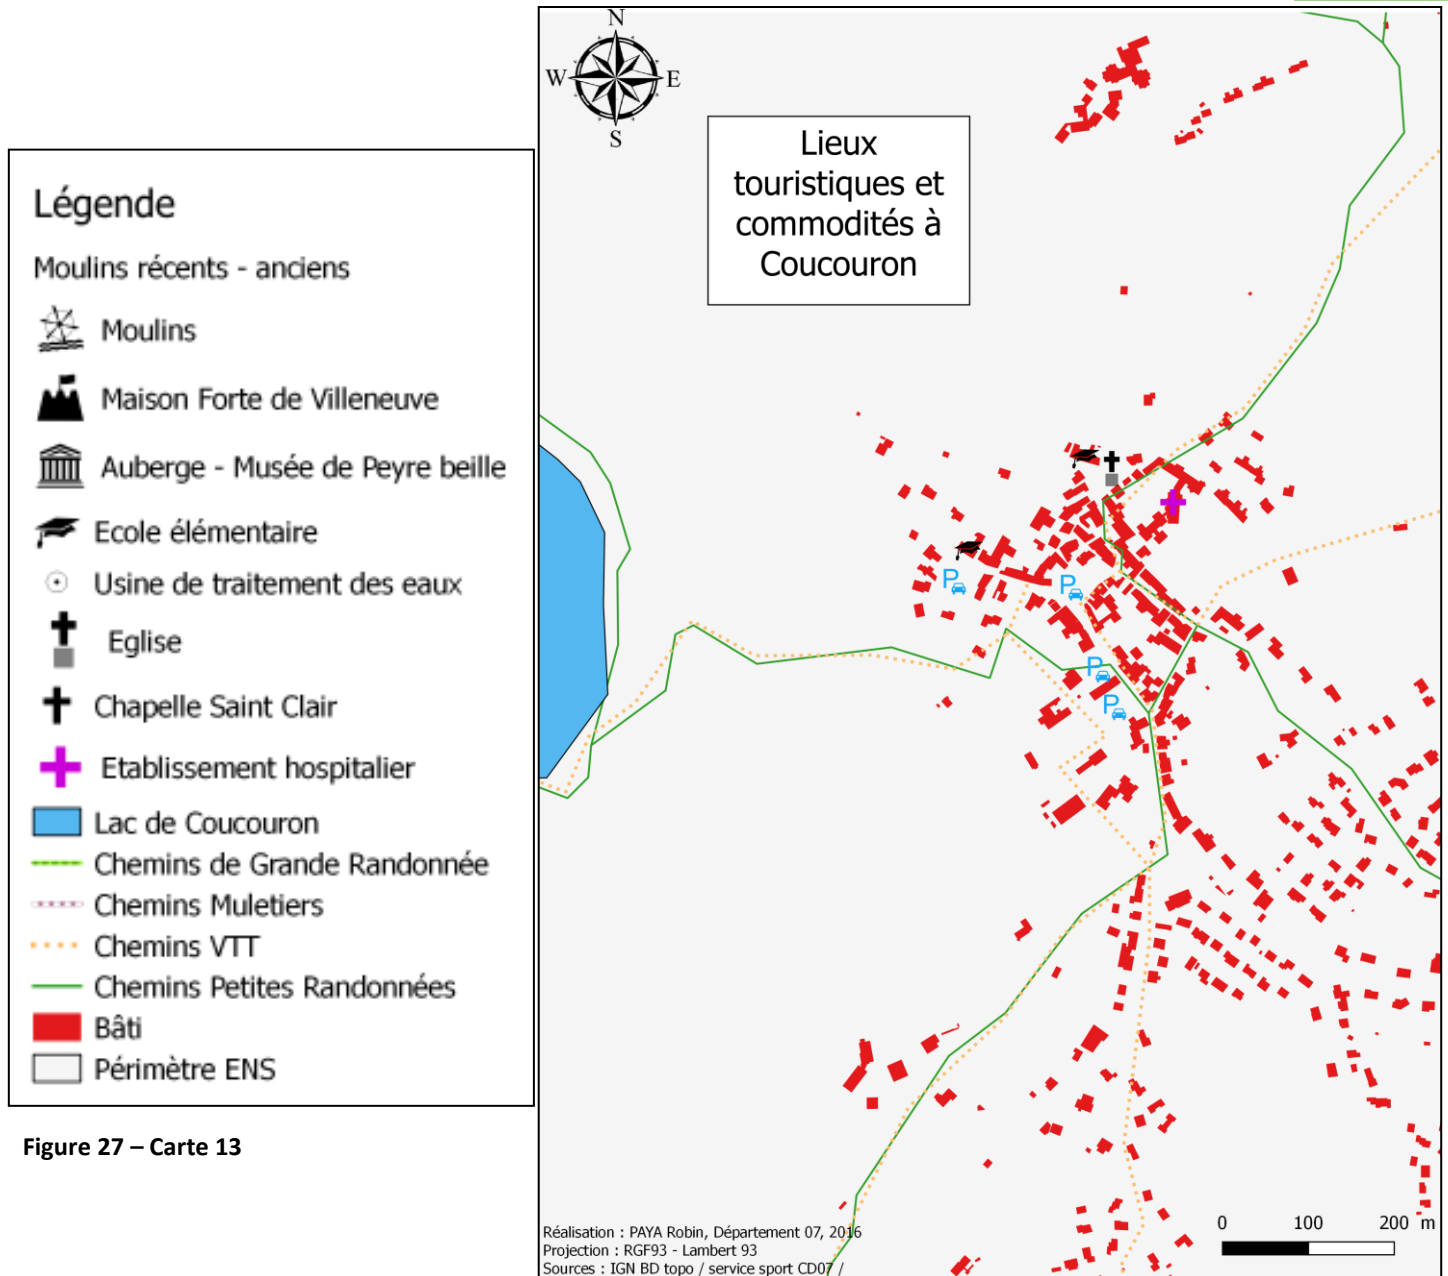 N
W
E
S
Lieux
touristiques et
commodités à
Coucouron
Légende
Moulins récents - anciens
Moulins
Maison Forte de Villeneuve
Auberge - Musée de Peyre beille
Ecole élémentaire
Usine de traitement des eaux
Eglise
Chapelle Saint Clair
Etablissement hospitalier
Lac de Coucouron
Chemins de Grande Randonnée
Chemins Muletiers
Chemins VTT
Chemins Petites Randonnées
Bâti
Périmètre ENS
Figure 27 – Carte 13
P
P
P
P
Réalisation : PAYA Robin, Département 07, 2016
Projection : RGF93 - Lambert 93
Sources : IGN BD topo / service sport CD07 /
0 100 200 m